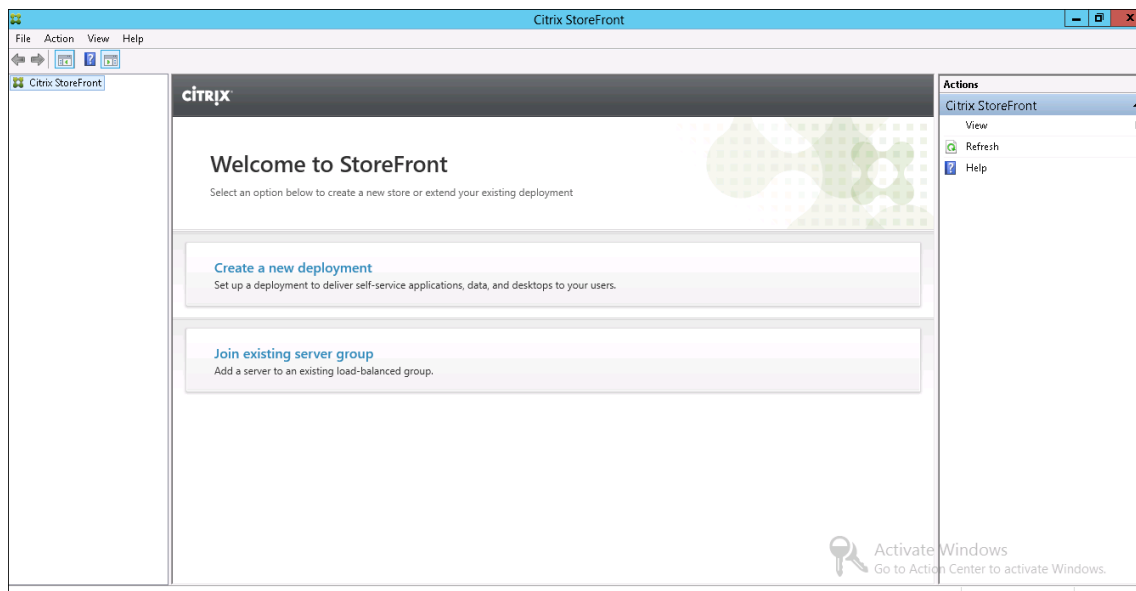 Citrix StoreFront
File Action View Help
Citrix StoreFront
CİTRIX
Welcome to StoreFront
Select an option below to create a new store or extend your existing deployment
Create a new deployment
Set up a deployment to deliver self-service applications, data, and desktops to your users.
Join existing server group
Add a server to an existing load-balanced group.
Actions
Citrix StoreFront
View
Refresh
Help
Activate Windows
Go to Action Center to activate Windows.